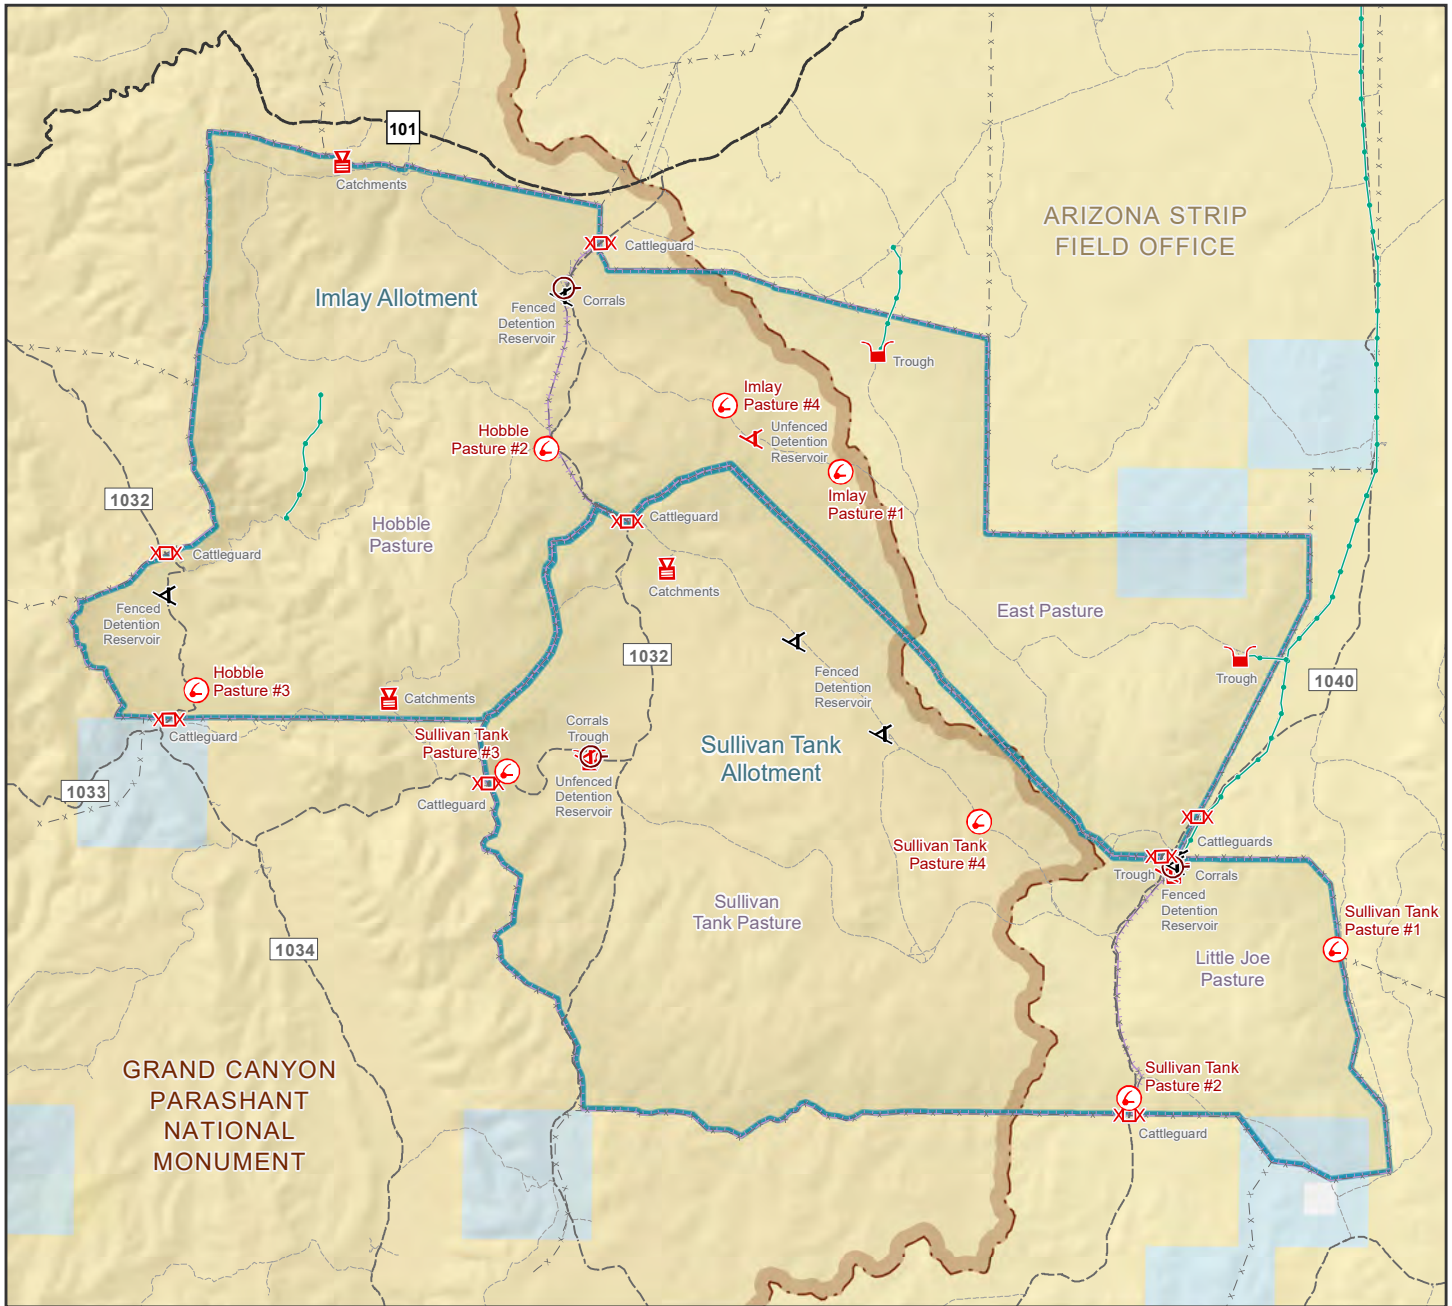 101
Catchments
ARIZONA STRIP
FIELD OFFICE
Cattleguard
Imlay Allotment
Corrals
Fenced
Detention
Reservoir
Trough
Imlay
Pasture #4
Unfenced
Detention
Reservoir
Hobble
Pasture #2
Imlay
Pasture #1
1032
Hobble
Pasture
Cattleguard
Cattleguard
Catchments
Fenced
Detention
Reservoir
East Pasture
1032
Fenced
Detention
Reservoir
Trough
1040
Hobble
Pasture #3
Catchments
Cattleguard
Sullivan Tank
Pasture #3
Corrals
Trough
Unfenced
Detention
Reservoir
Sullivan Tank
Allotment
1033
Cattleguard
Sullivan Tank
Pasture #4
Cattleguards
Trough
Corrals
Fenced
Detention
Reservoir
Sullivan
Tank Pasture
Sullivan Tank
Pasture #1
1034
Little Joe
Pasture
GRAND CANYON
PARASHANT
NATIONAL
MONUMENT
Sullivan Tank
Pasture #2
Cattleguard